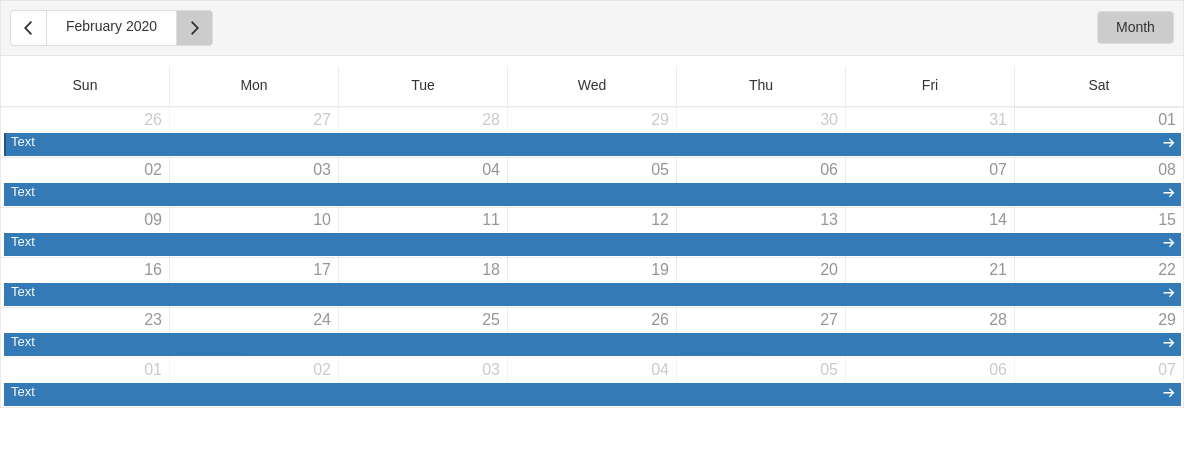 February 2020 Month
Sun Mon Tue Wed Thu Fri Sat
26 27 28 29 30 31 01
Text
02 03 04 05 06 07 08
Text
09 10 11 12 13 14 15
Text
16 17 18 19 20 21 22
Text
23 24 25 26 27 28 29
Text
01 02 03 04 05 06 07
Text